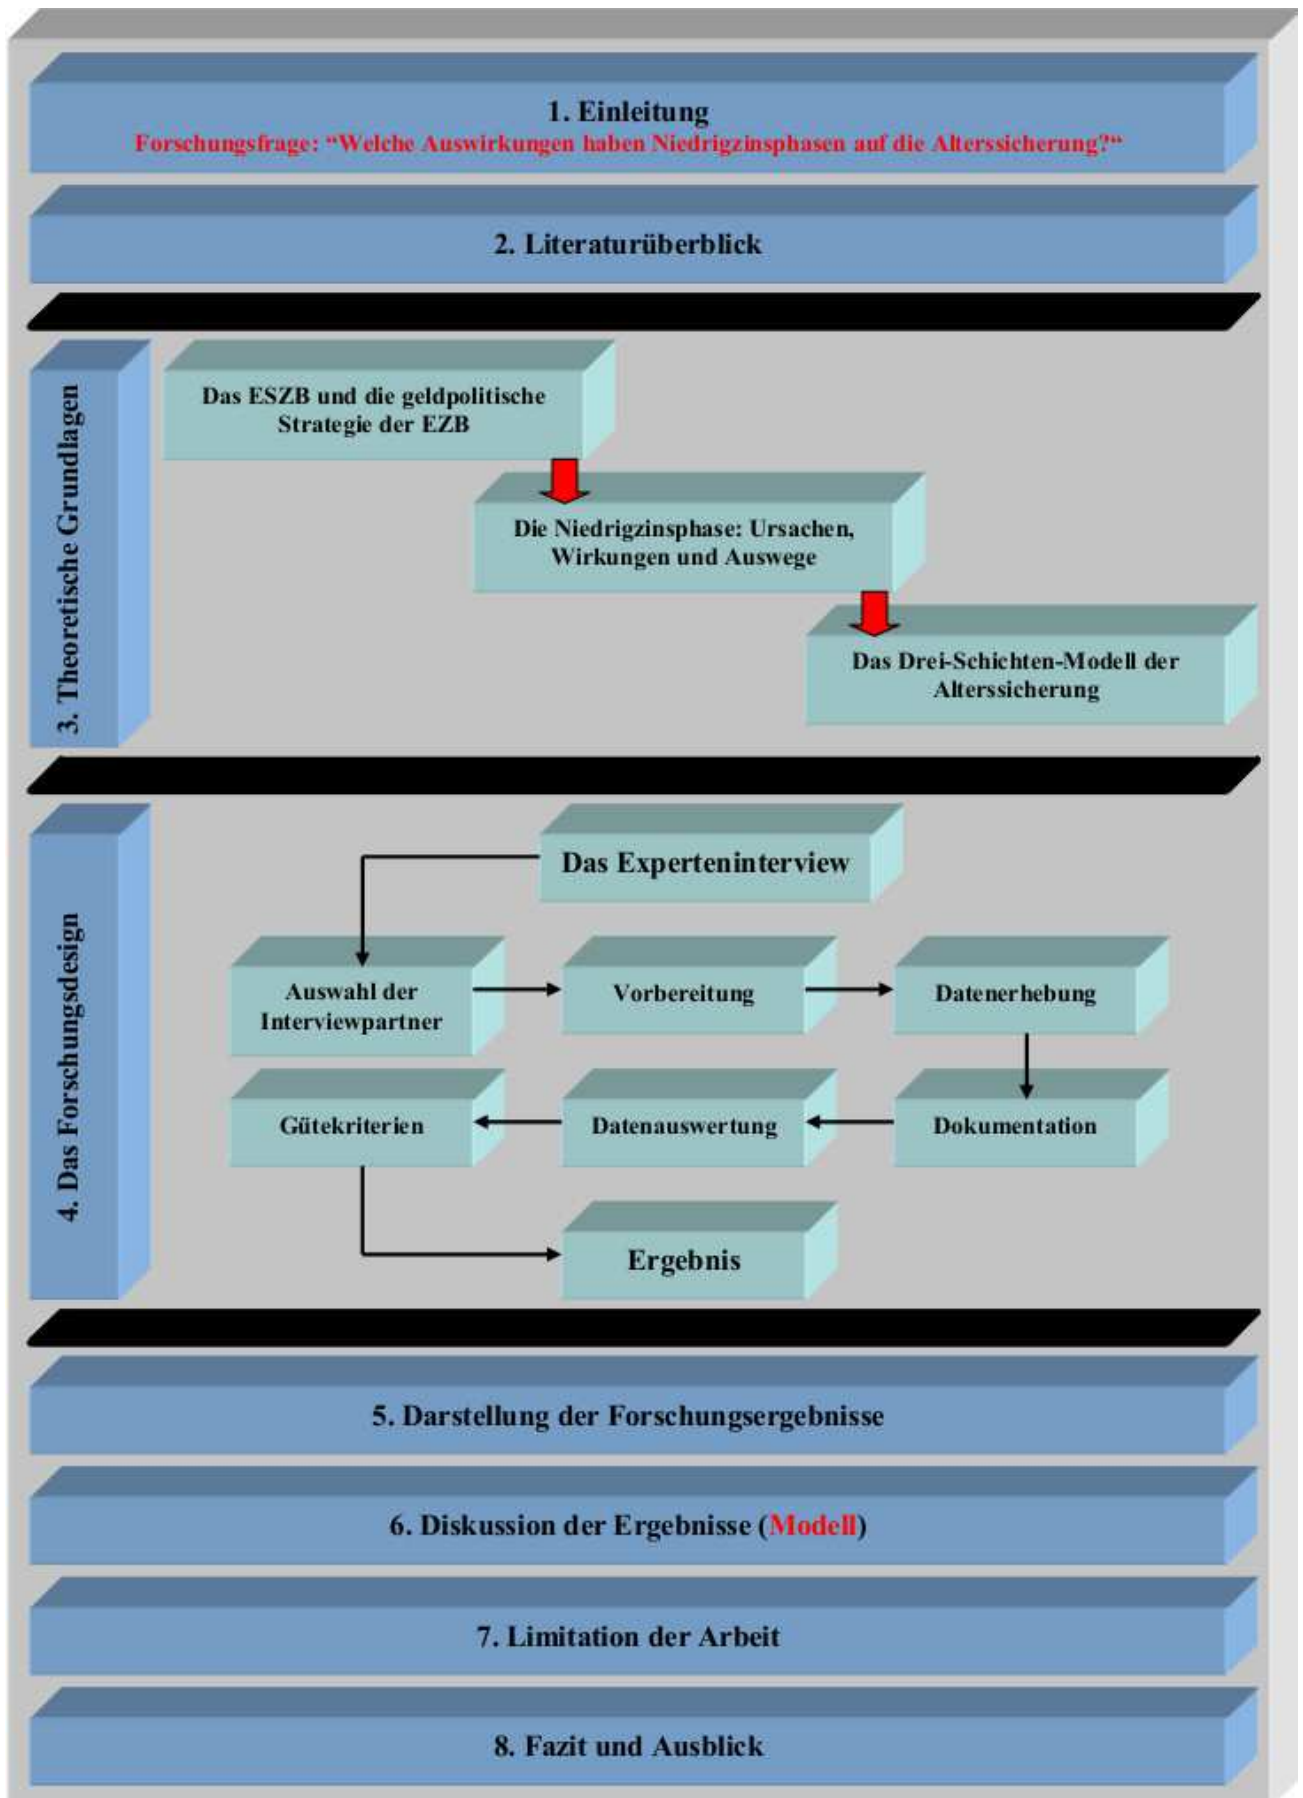 1. Einleitung
Forschungsfrage: “Welche Auswirkungen haben Niedrigzinsphasen auf die Alterssicherung?“
2. Literaturüberblick
3. Theoretische Grundlagen
Das ESZB und die geldpolitische
Strategie der EZB
Die Niedrigzinsphase: Ursachen,
Wirkungen und Auswege
Das Drei-Schichten-Modell der
Alterssicherung
4. Das Forschungsdesign
Das Experteninterview
Auswahl der
Interviewpartner
Vorbereitung
Datenerhebung
Dokumentation
Datenauswertung
Gütekriterien
Ergebnis
5. Darstellung der Forschungsergebnisse
6. Diskussion der Ergebnisse (Modell)
7. Limitation der Arbeit
8. Fazit und Ausblick